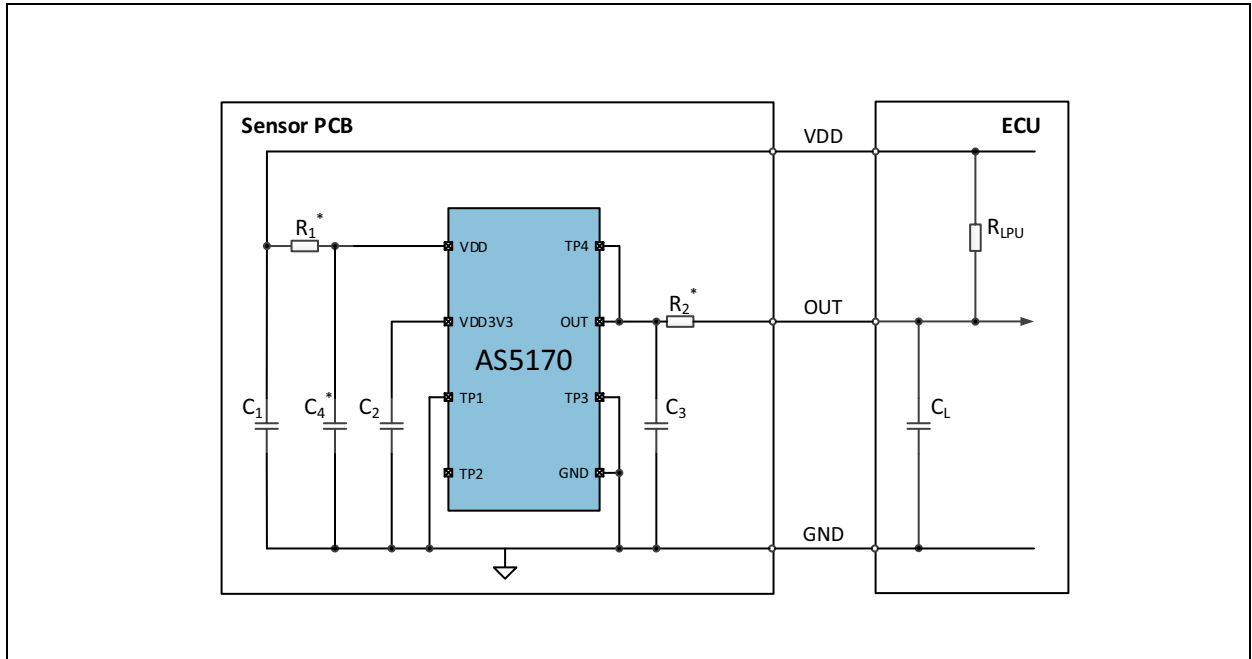 Sensor PCB
VDD
ECU
R1*
VDD
TP4
RLPU
R2*
OUT
VDD3V3
OUT
AS5170
C1
C4*
C2
TP1
TP3
C3
CL
TP2
GND
GND